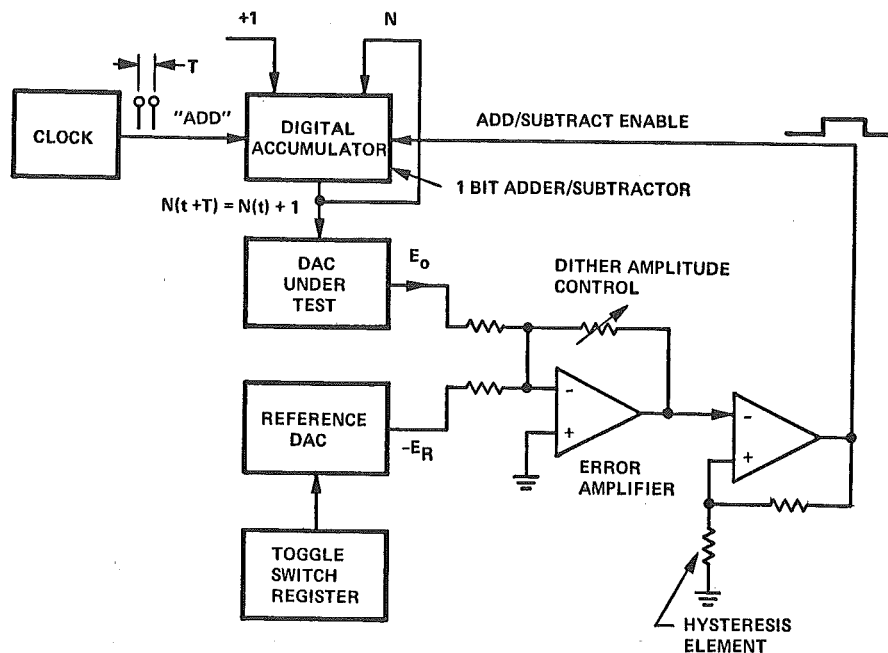 +1
N
T
CLOCK
"ADD"
DIGITAL
ACCUMULATOR
ADD/SUBTRACT ENABLE
1 BIT ADDER/SUBTRACTOR
N(t +T) = N(t) + 1
DAC
UNDER
TEST
E₀
DITHER AMPLITUDE
CONTROL
REFERENCE
DAC
-E_R
-
+
ERROR
AMPLIFIER
-
+
TOGGLE
SWITCH
REGISTER
HYSTERESIS
ELEMENT